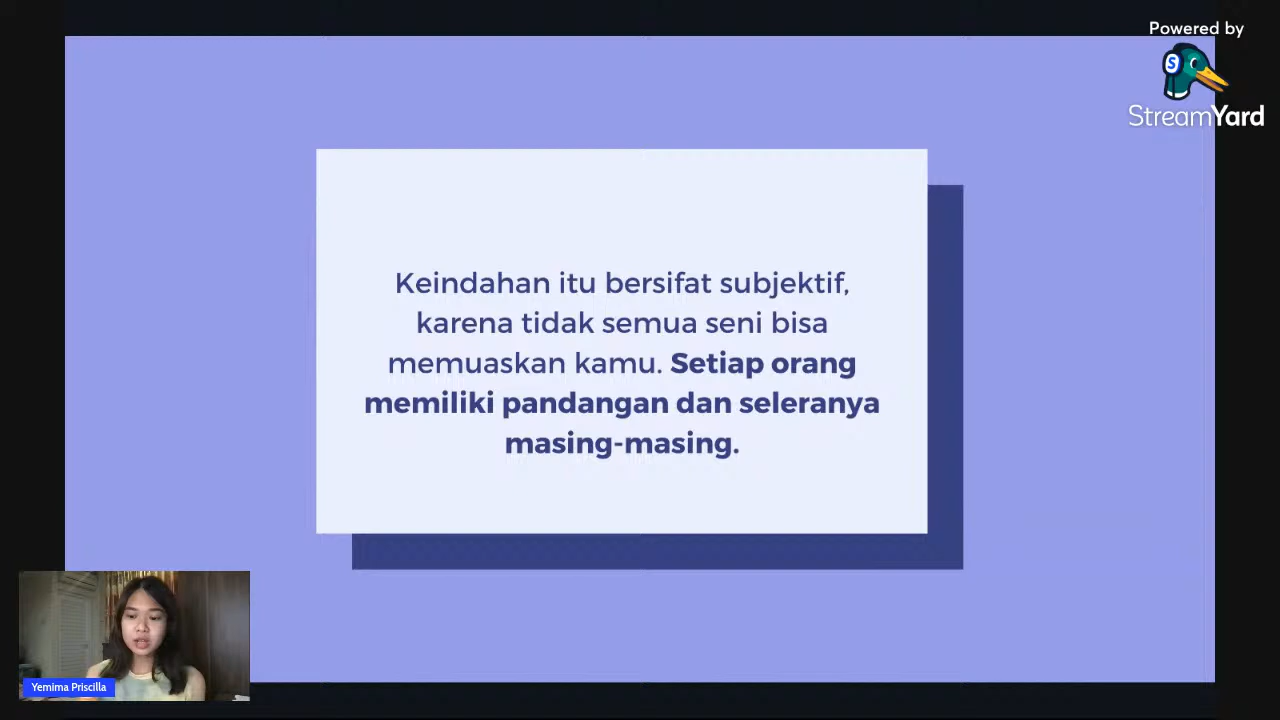 Powered by
StreamYard
Keindahan itu bersifat subjektif,
karena tidak semua seni bisa
memuaskan kamu. Setiap orang
memiliki pandangan dan seleranya
masing-masing.
Yemima Priscilla